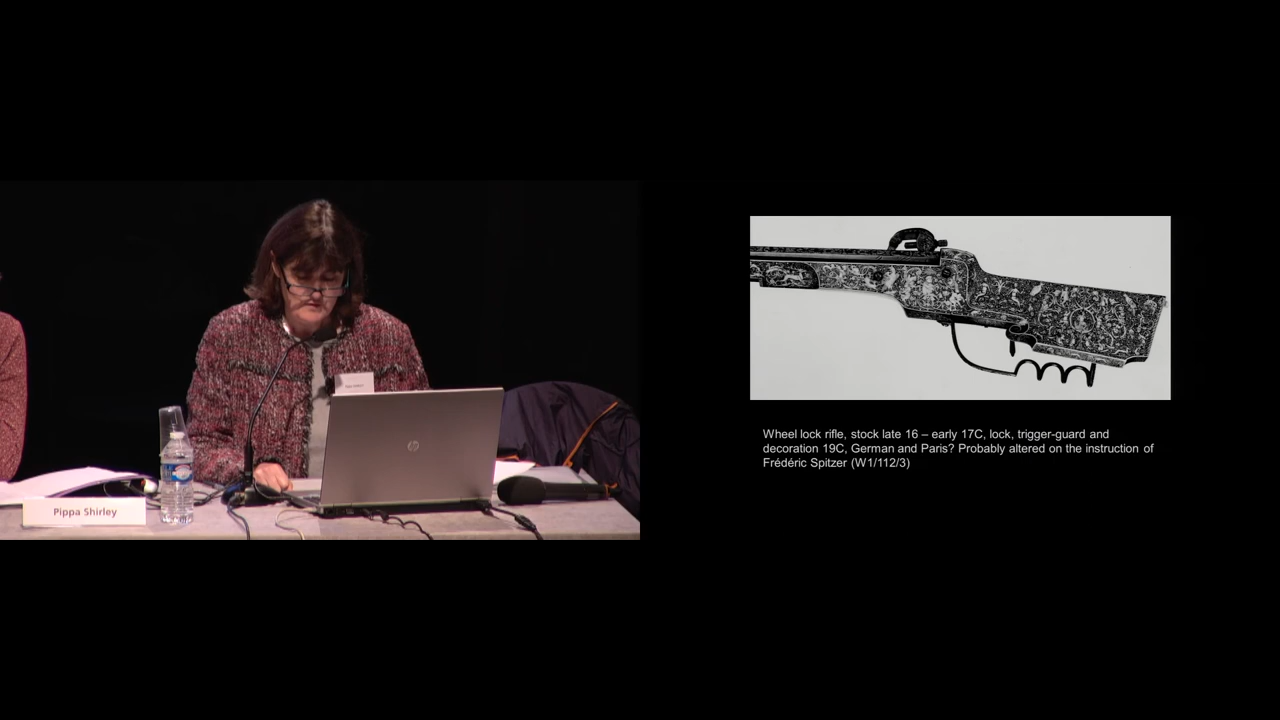 Pippa Shirley
hp
Wheel lock rifle, stock late 16 – early 17C, lock, trigger-guard and
decoration 19C, German and Paris? Probably altered on the instruction of
Frédéric Spitzer (W1/112/3)